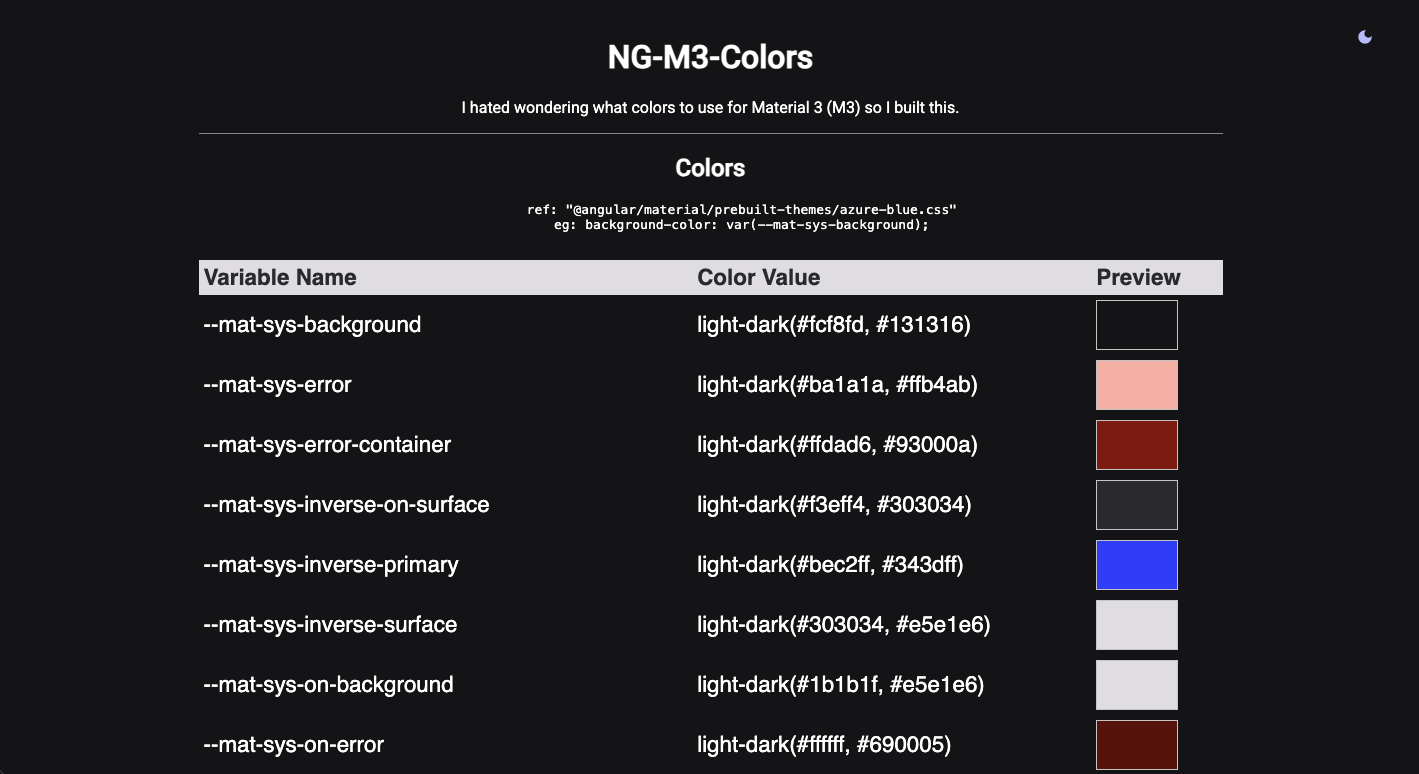 NG-M3-Colors
I hated wondering what colors to use for Material 3 (M3) so I built this.
Colors
ref: "@angular/material/prebuilt-themes/azure-blue.css"
eg: background-color: var(--mat-sys-background);
Variable Name Color Value Preview
--mat-sys-background light-dark(#fcf8fd, #131316)
--mat-sys-error light-dark(#ba1a1a, #ffb4ab)
--mat-sys-error-container light-dark(#ffdad6, #93000a)
--mat-sys-inverse-on-surface light-dark(#f3eff4, #303034)
--mat-sys-inverse-primary light-dark(#bec2ff, #343dff)
--mat-sys-inverse-surface light-dark(#303034, #e5e1e6)
--mat-sys-on-background light-dark(#1b1b1f, #e5e1e6)
--mat-sys-on-error light-dark(#ffffff, #690005)